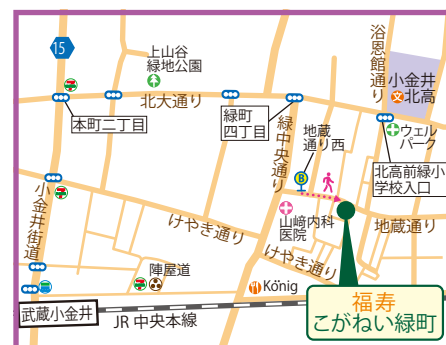 浴恩館通り
15
上山谷
緑地公園
小金井
北高
北大通り
本町二丁目
緑町
四丁目
地蔵
通り西
ウェル
パーク
緑中央通り
B
北高前緑小
学校入口
小金井街道
けやき通り
山﨑内科
医院
地蔵通り
けやき通り
陣屋道
König
福寿
こがねい緑町
武蔵小金井
JR 中央本線